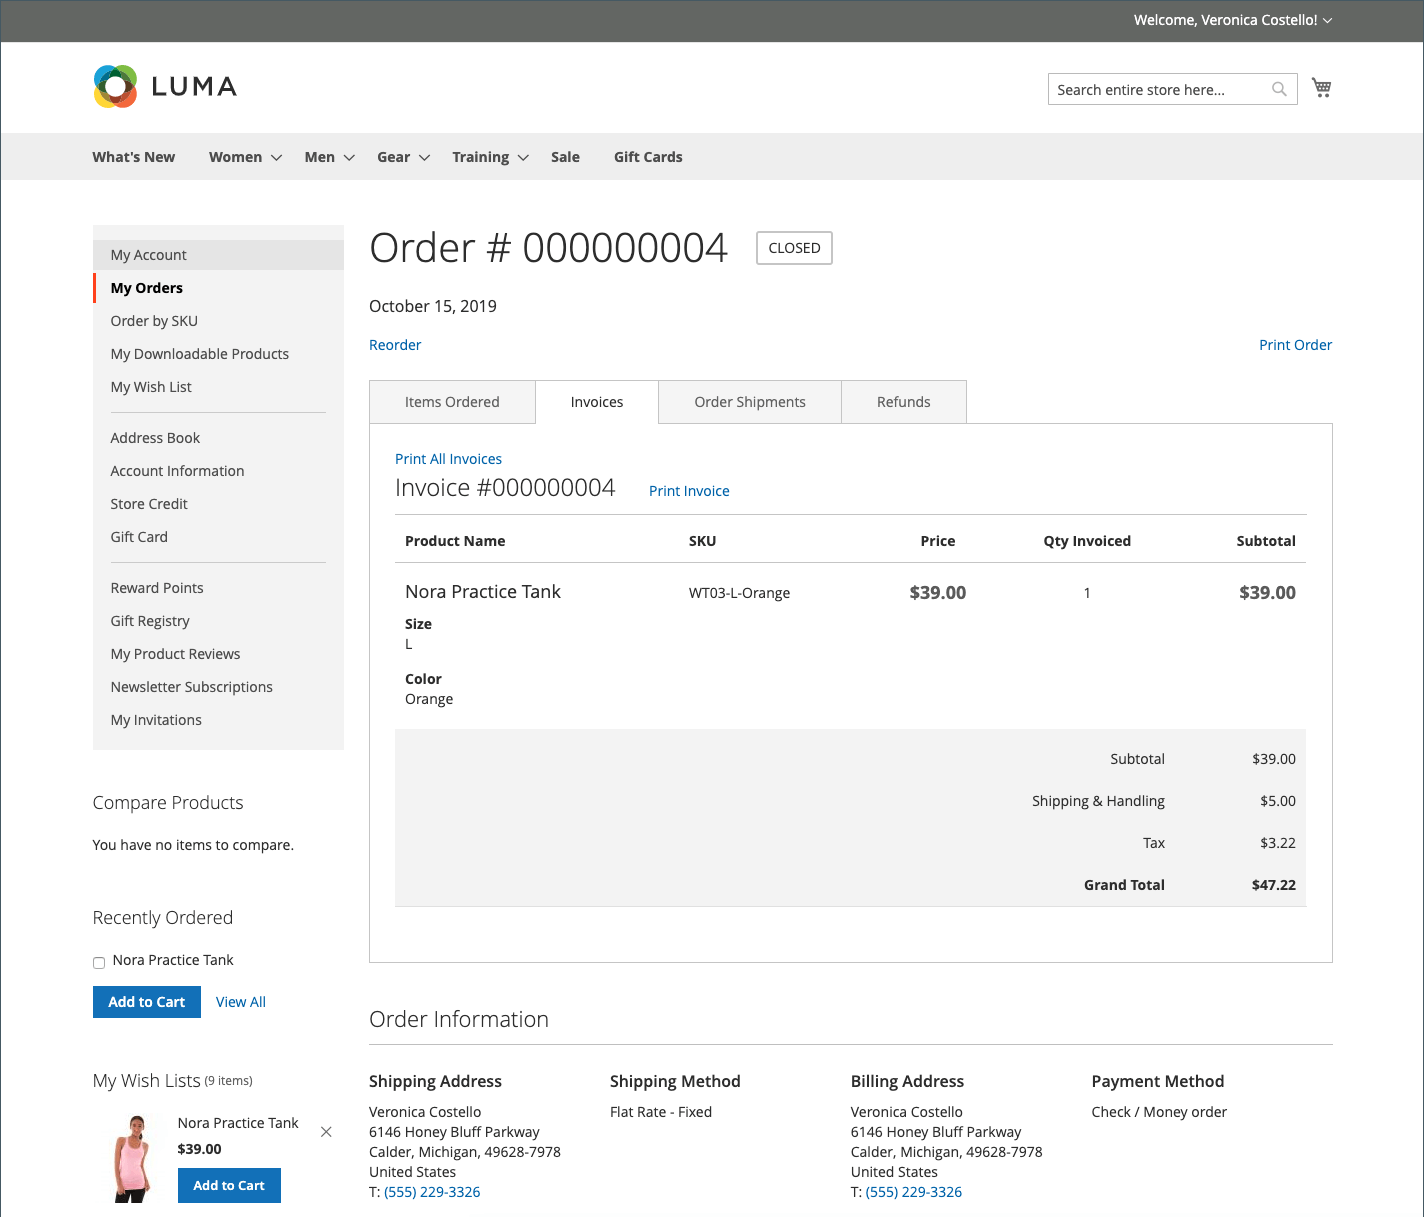 Welcome, Veronica Costello!
LUMA
Search entire store here...
What's New Women Men Gear Training Sale Gift Cards
My Account
My Orders
Order by SKU
My Downloadable Products
My Wish List
Address Book
Account Information
Store Credit
Gift Card
Reward Points
Gift Registry
My Product Reviews
Newsletter Subscriptions
My Invitations
Compare Products
You have no items to compare.
Recently Ordered
Nora Practice Tank
Add to Cart View All
My Wish Lists (9 items)
Nora Practice Tank
$39.00
Add to Cart
Order # 000000004 CLOSED
October 15, 2019
Reorder Print Order
Items Ordered Invoices Order Shipments Refunds
Print All Invoices
Invoice #000000004 Print Invoice
Product Name SKU Price Qty Invoiced Subtotal
Nora Practice Tank WT03-L-Orange $39.00 1 $39.00
Size
L
Color
Orange
Subtotal $39.00
Shipping & Handling $5.00
Tax $3.22
Grand Total $47.22
Order Information
Shipping Address
Veronica Costello
6146 Honey Bluff Parkway
Calder, Michigan, 49628-7978
United States
T: (555) 229-3326
Shipping Method
Flat Rate - Fixed
Billing Address
Veronica Costello
6146 Honey Bluff Parkway
Calder, Michigan, 49628-7978
United States
T: (555) 229-3326
Payment Method
Check / Money order